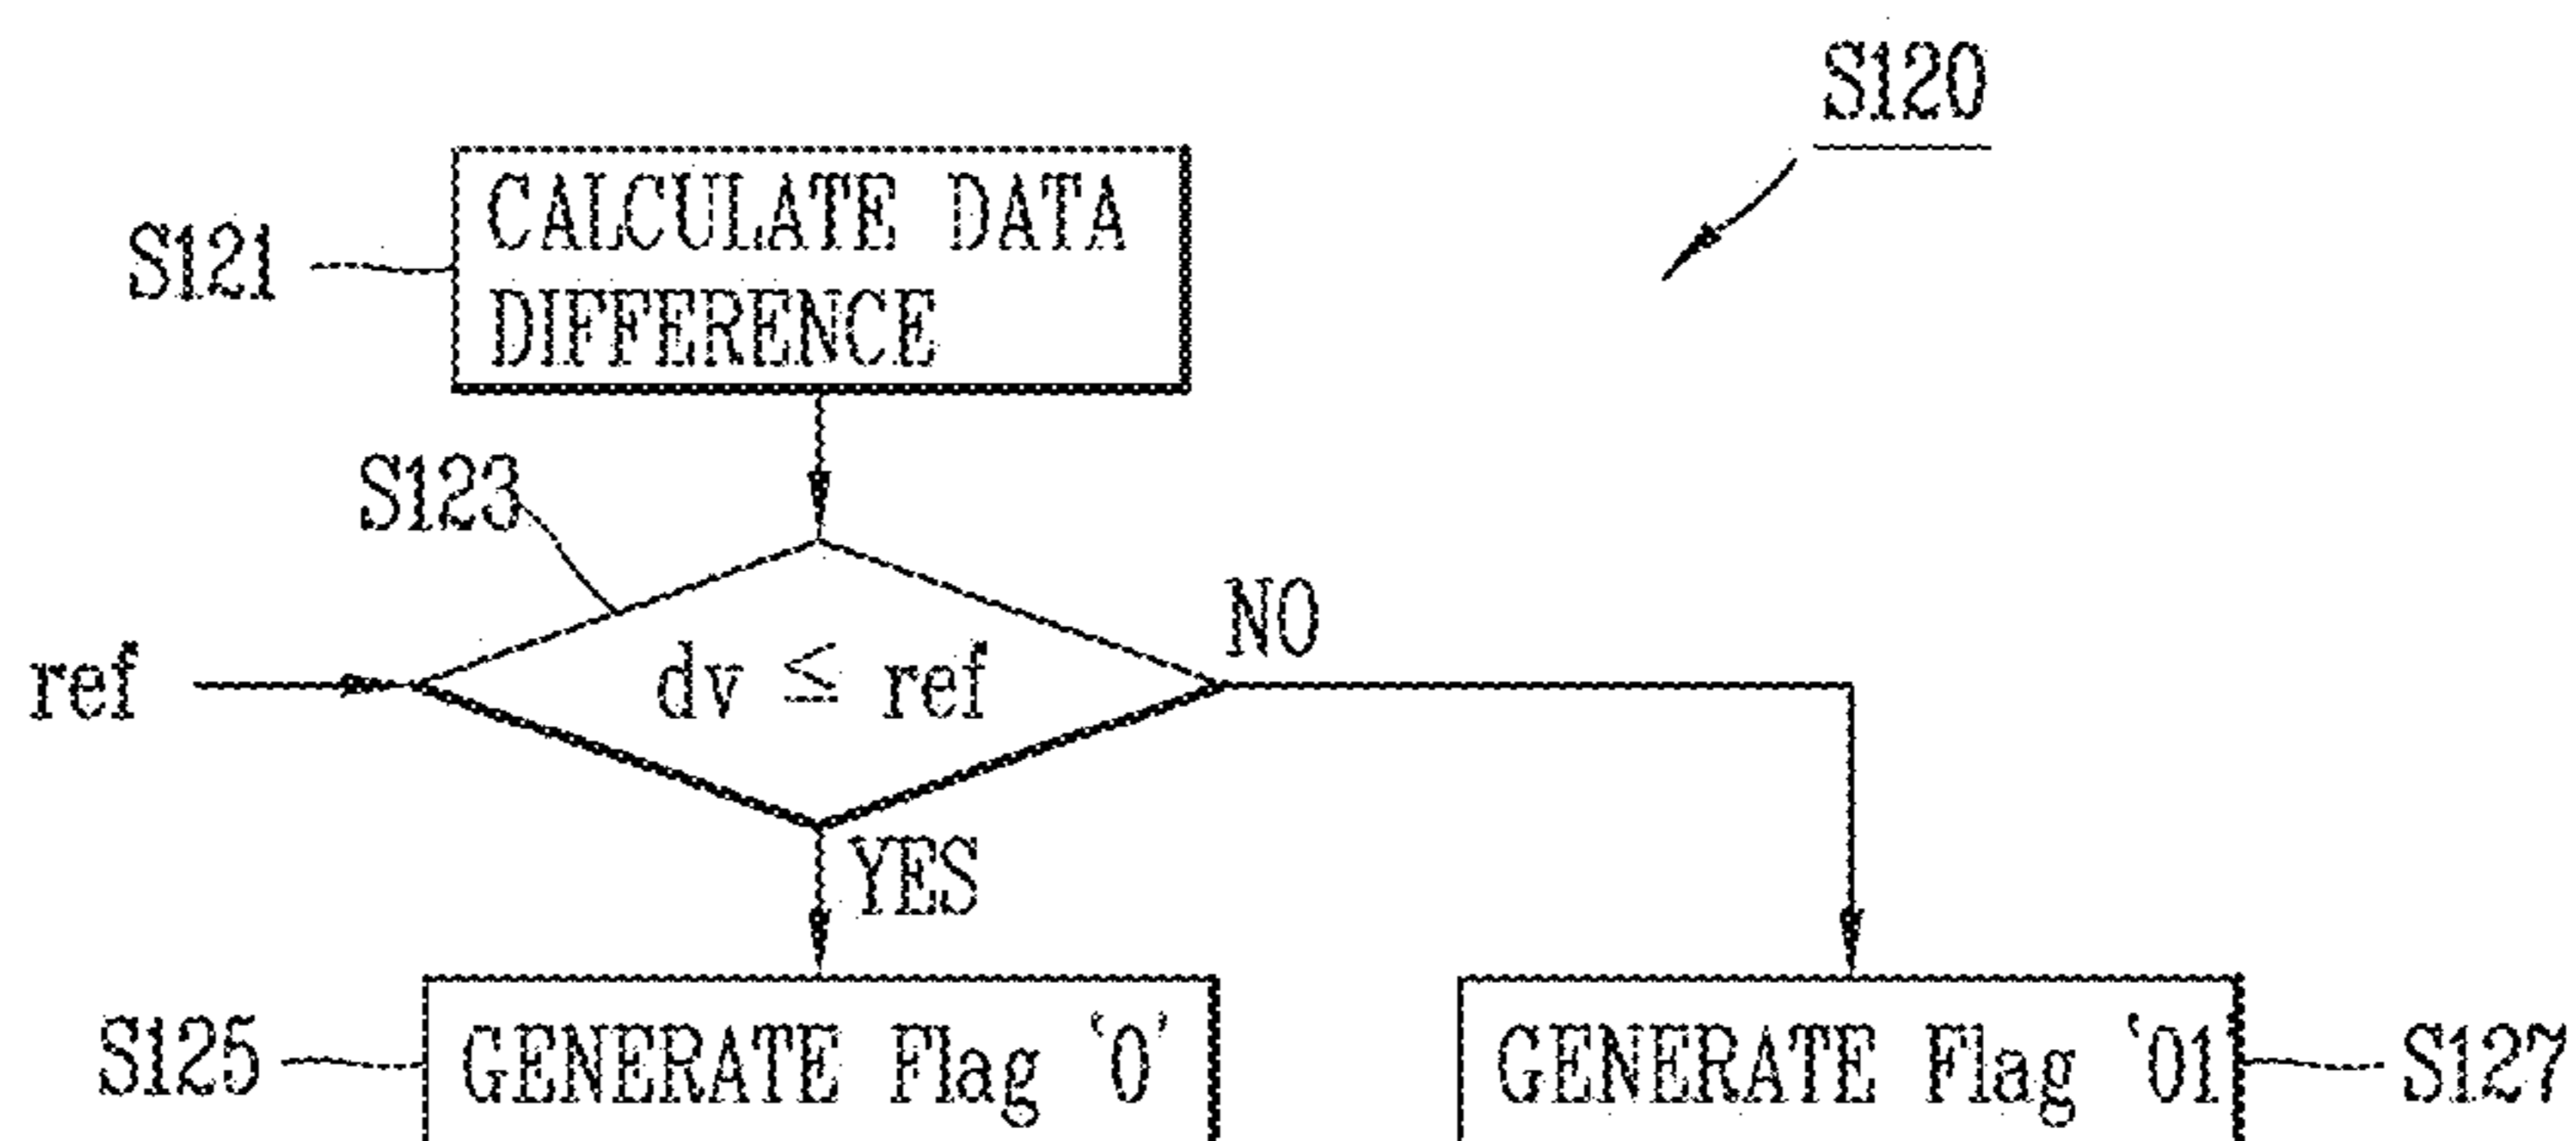 S120
S121
CALCULATE DATA
DIFFERENCE
S123
NO
ref
dv ≤ ref
YES
S125
GENERATE Flag '0'
GENERATE Flag '01
S127